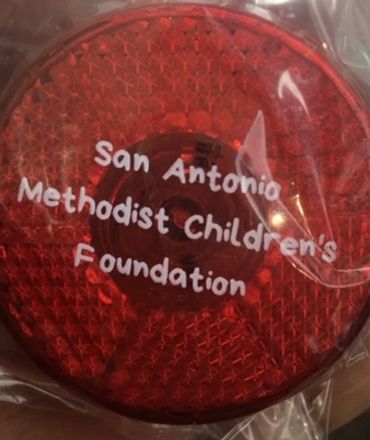 San Antonio
Methodist Children's
Foundation